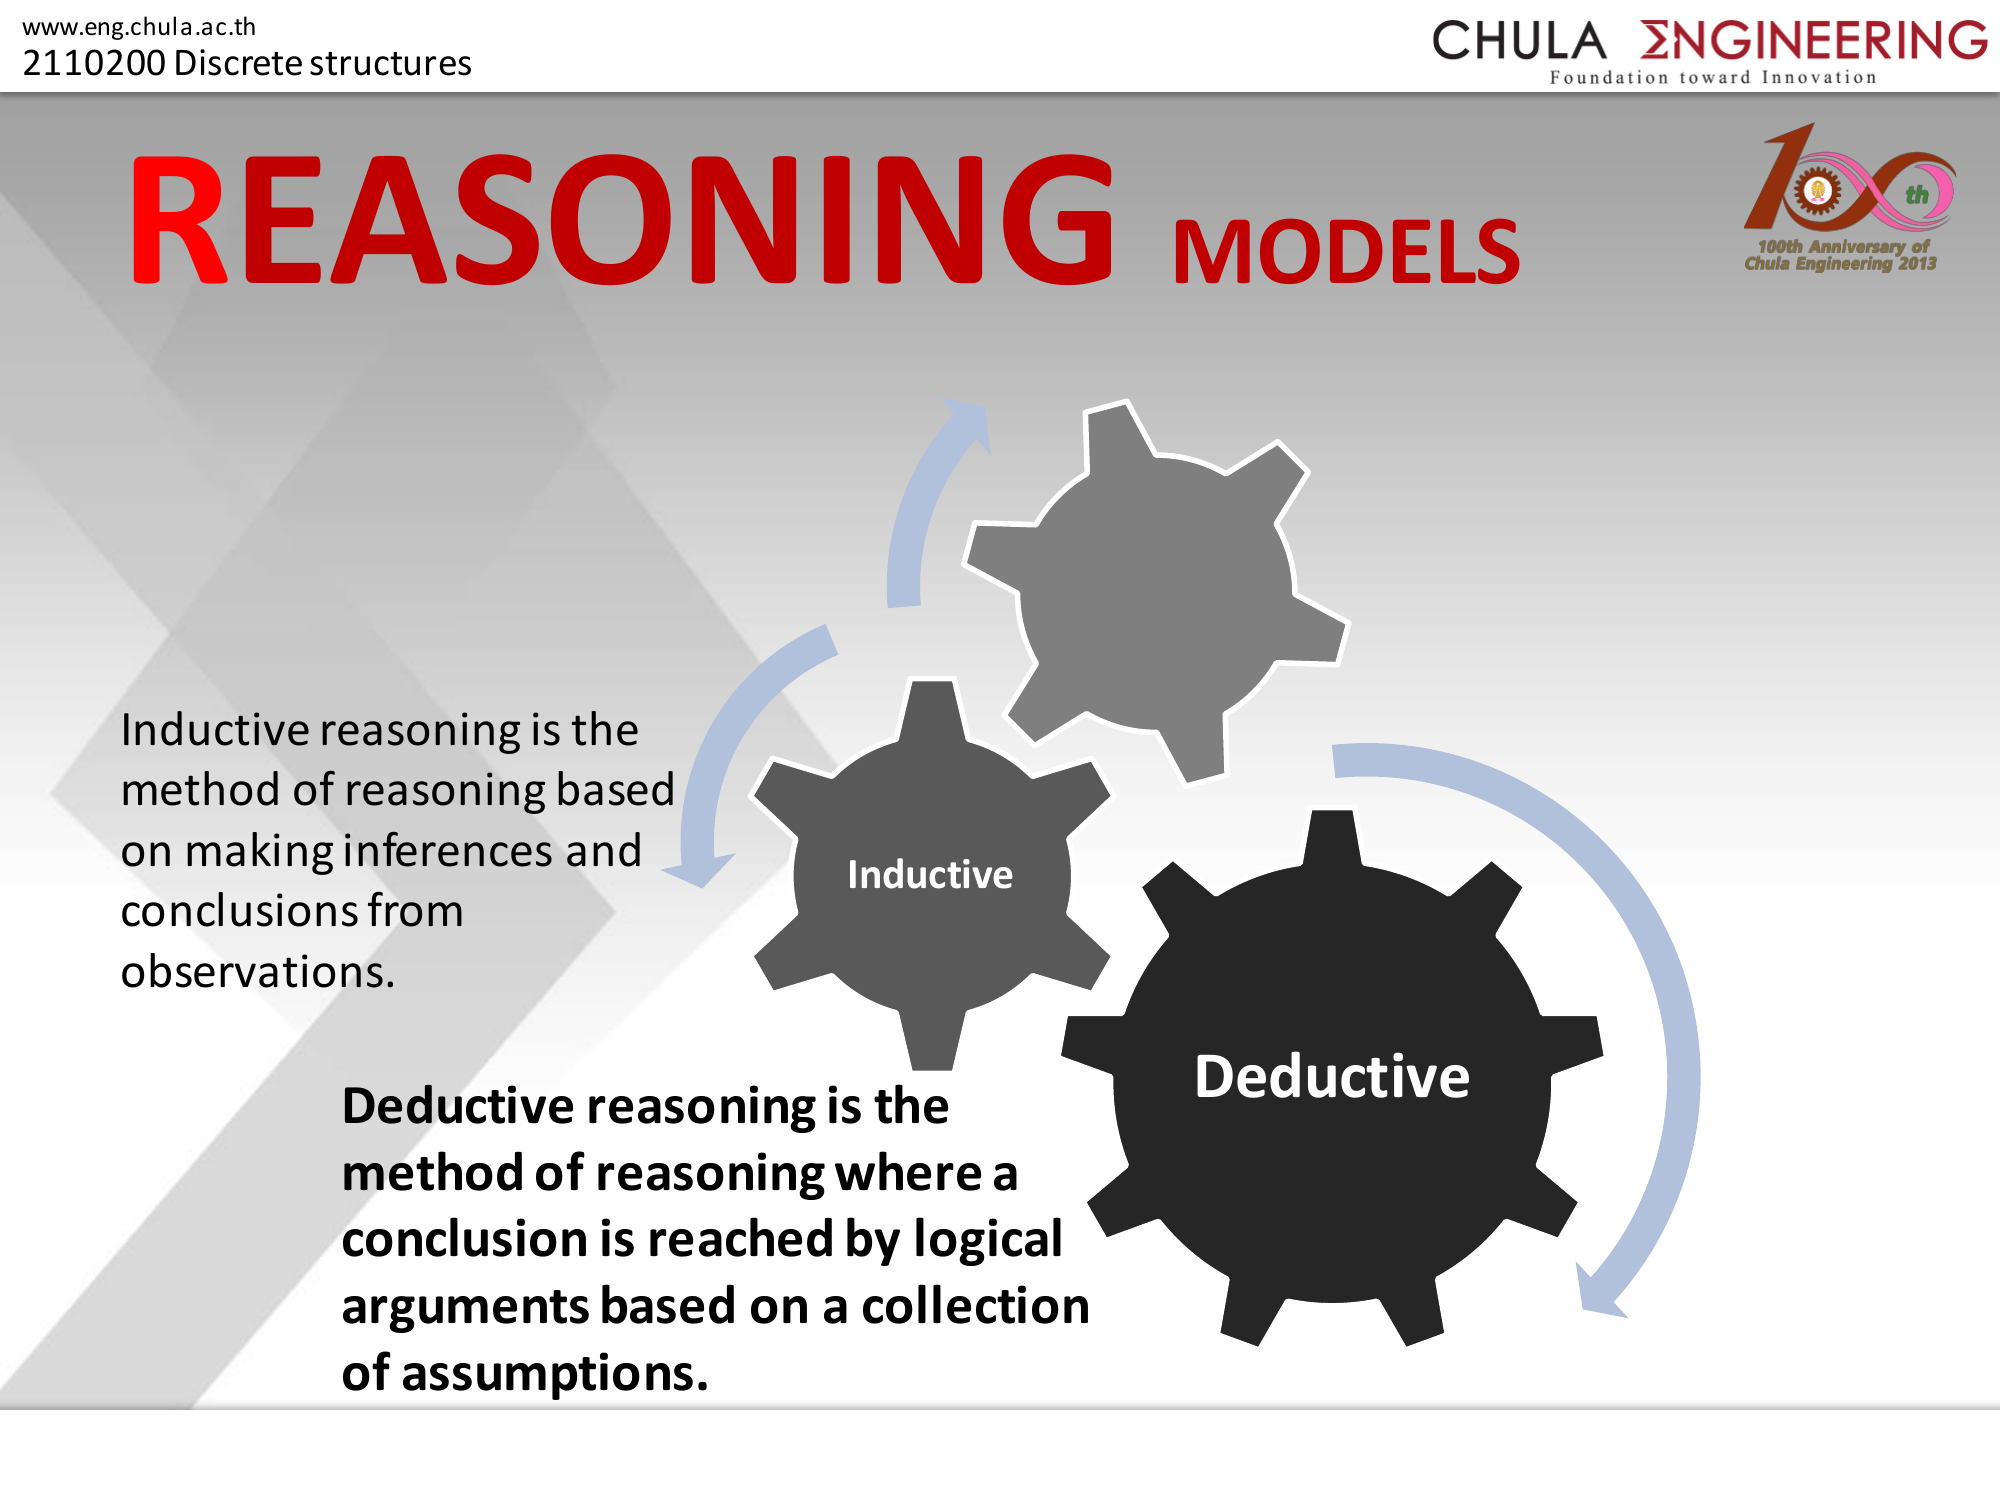 www.eng.chula.ac.th
2110200 Discrete structures
CHULA ΣNGINEERING
Foundation toward Innovation
REASONING MODELS
100th
100th Anniversary of
Chula Engineering 2013
Inductive reasoning is the
method of reasoning based
on making inferences and
conclusions from
observations.
Inductive
Deductive
Deductive reasoning is the
method of reasoning where a
conclusion is reached by logical
arguments based on a collection
of assumptions.